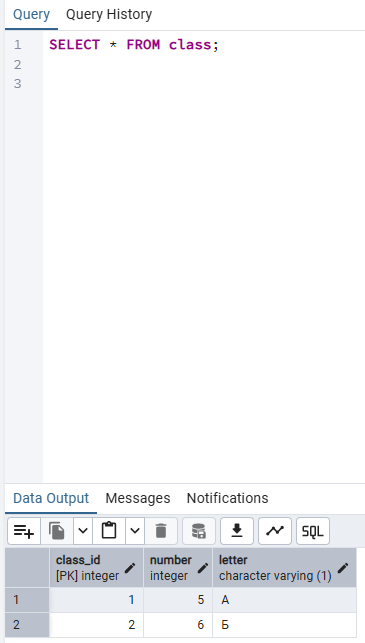 Query Query History
1 SELECT * FROM class;
2
3
Data Output Messages Notifications
SQL
class_id number letter
[PK] integer integer character varying (1)
1 1 5 А
2 2 6 Б